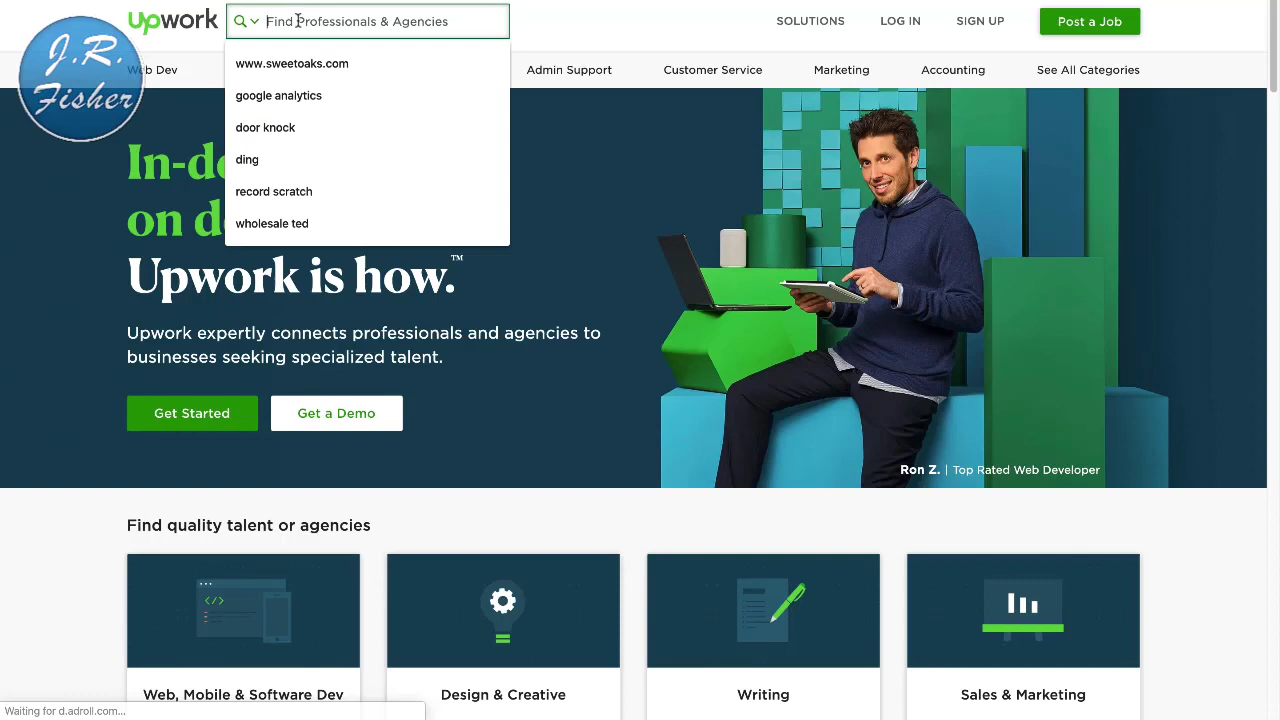 upwork
Find Professionals & Agencies
SOLUTIONS
LOG IN
SIGN UP
Post a Job
J.R.
Fisher
Web Dev
Admin Support
Customer Service
Marketing
Accounting
See All Categories
www.sweetoaks.com
google analytics
door knock
ding
record scratch
wholesale ted
In-de
on de
Upwork is how.™
Upwork expertly connects professionals and agencies to
businesses seeking specialized talent.
Get Started
Get a Demo
Ron Z. | Top Rated Web Developer
Find quality talent or agencies
Web, Mobile & Software Dev
Design & Creative
Writing
Sales & Marketing
Waiting for d.adroll.com...